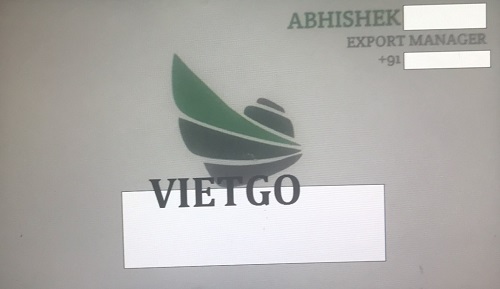 ABHISHEK
EXPORT MANAGER
+91
VIETGO